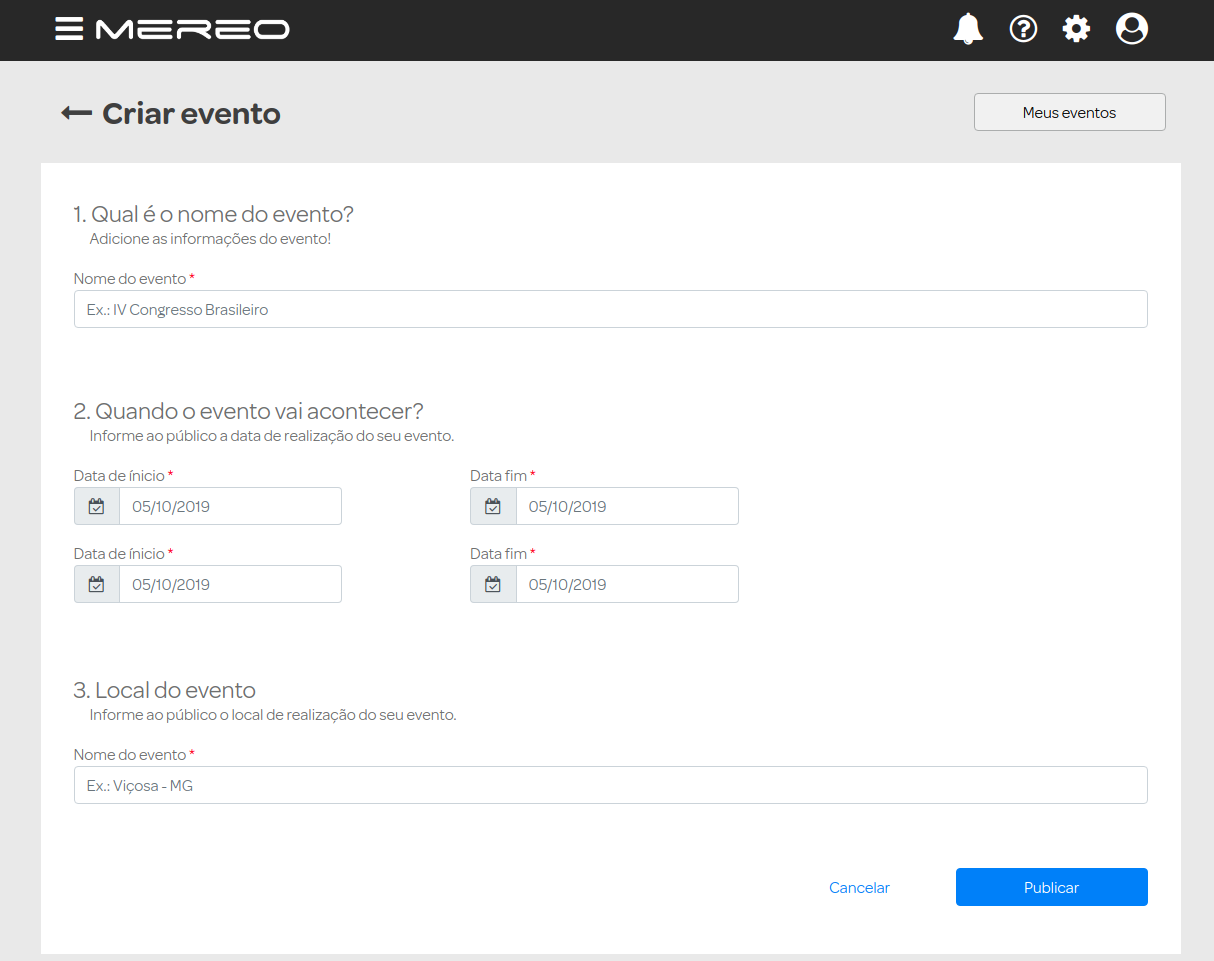 MEREO
Criar evento
Meus eventos
1. Qual é o nome do evento?
Adicione as informações do evento!
Nome do evento *
Ex.: IV Congresso Brasileiro
2. Quando o evento vai acontecer?
Informe ao público a data de realização do seu evento.
Data de ínicio * Data fim *
05/10/2019 05/10/2019
Data de ínicio * Data fim *
05/10/2019 05/10/2019
3. Local do evento
Informe ao público o local de realização do seu evento.
Nome do evento *
Ex.: Viçosa - MG
Cancelar Publicar